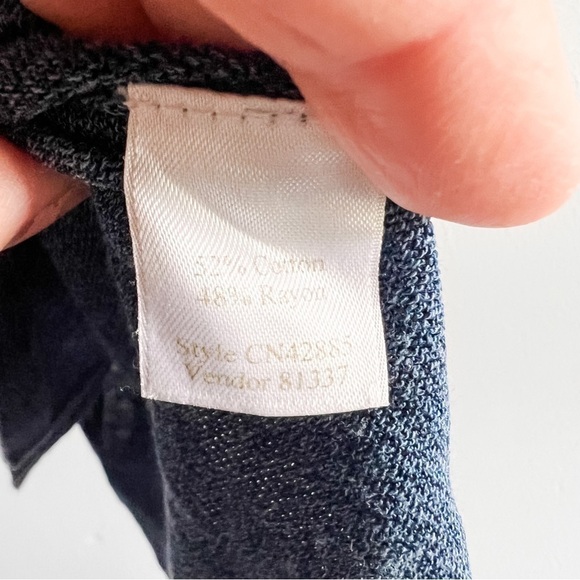 52% Cotton
48% Rayon
Style CN42885
Vendor 81337